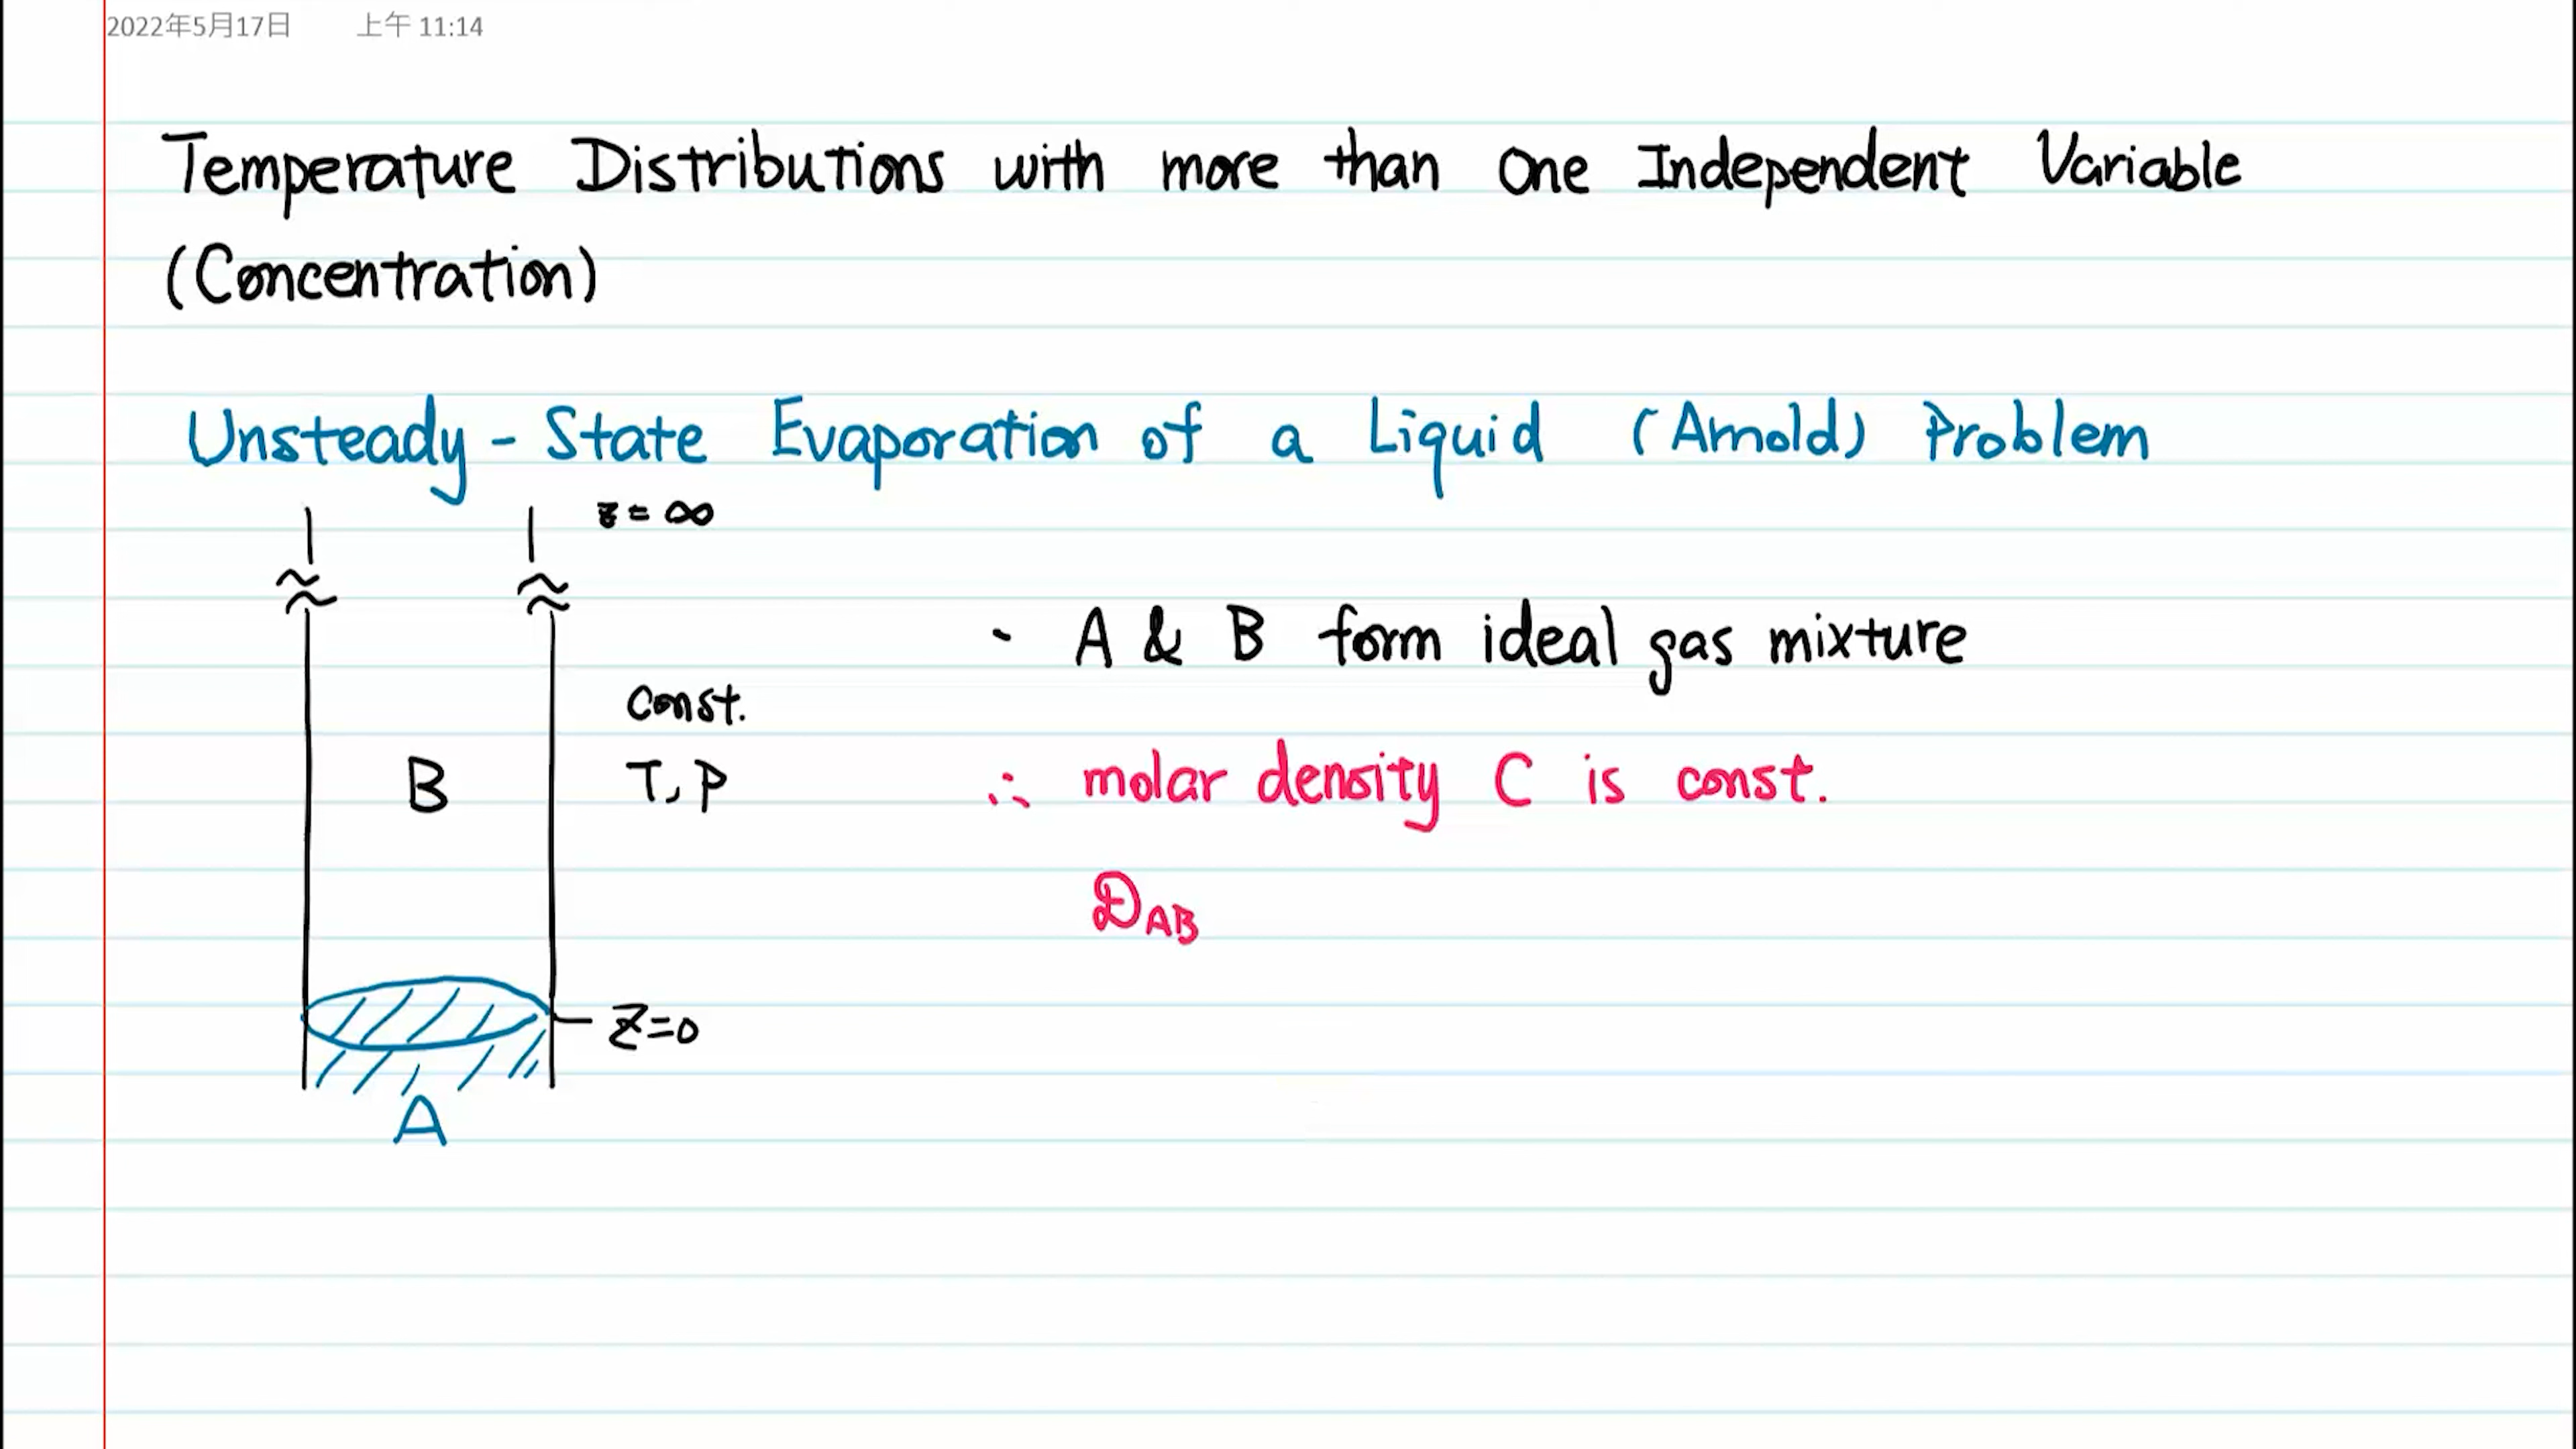 2022年5月17日 上午 11:14
Temperature Distributions with more than One Independent Variable
(Concentration)
Unsteady - State Evaporation of a Liquid (Arnold) Problem
z = ∞
· A & B form ideal gas mixture
const.
B T, P ∴ molar density C is const.
𝒟AB
Z=0
A